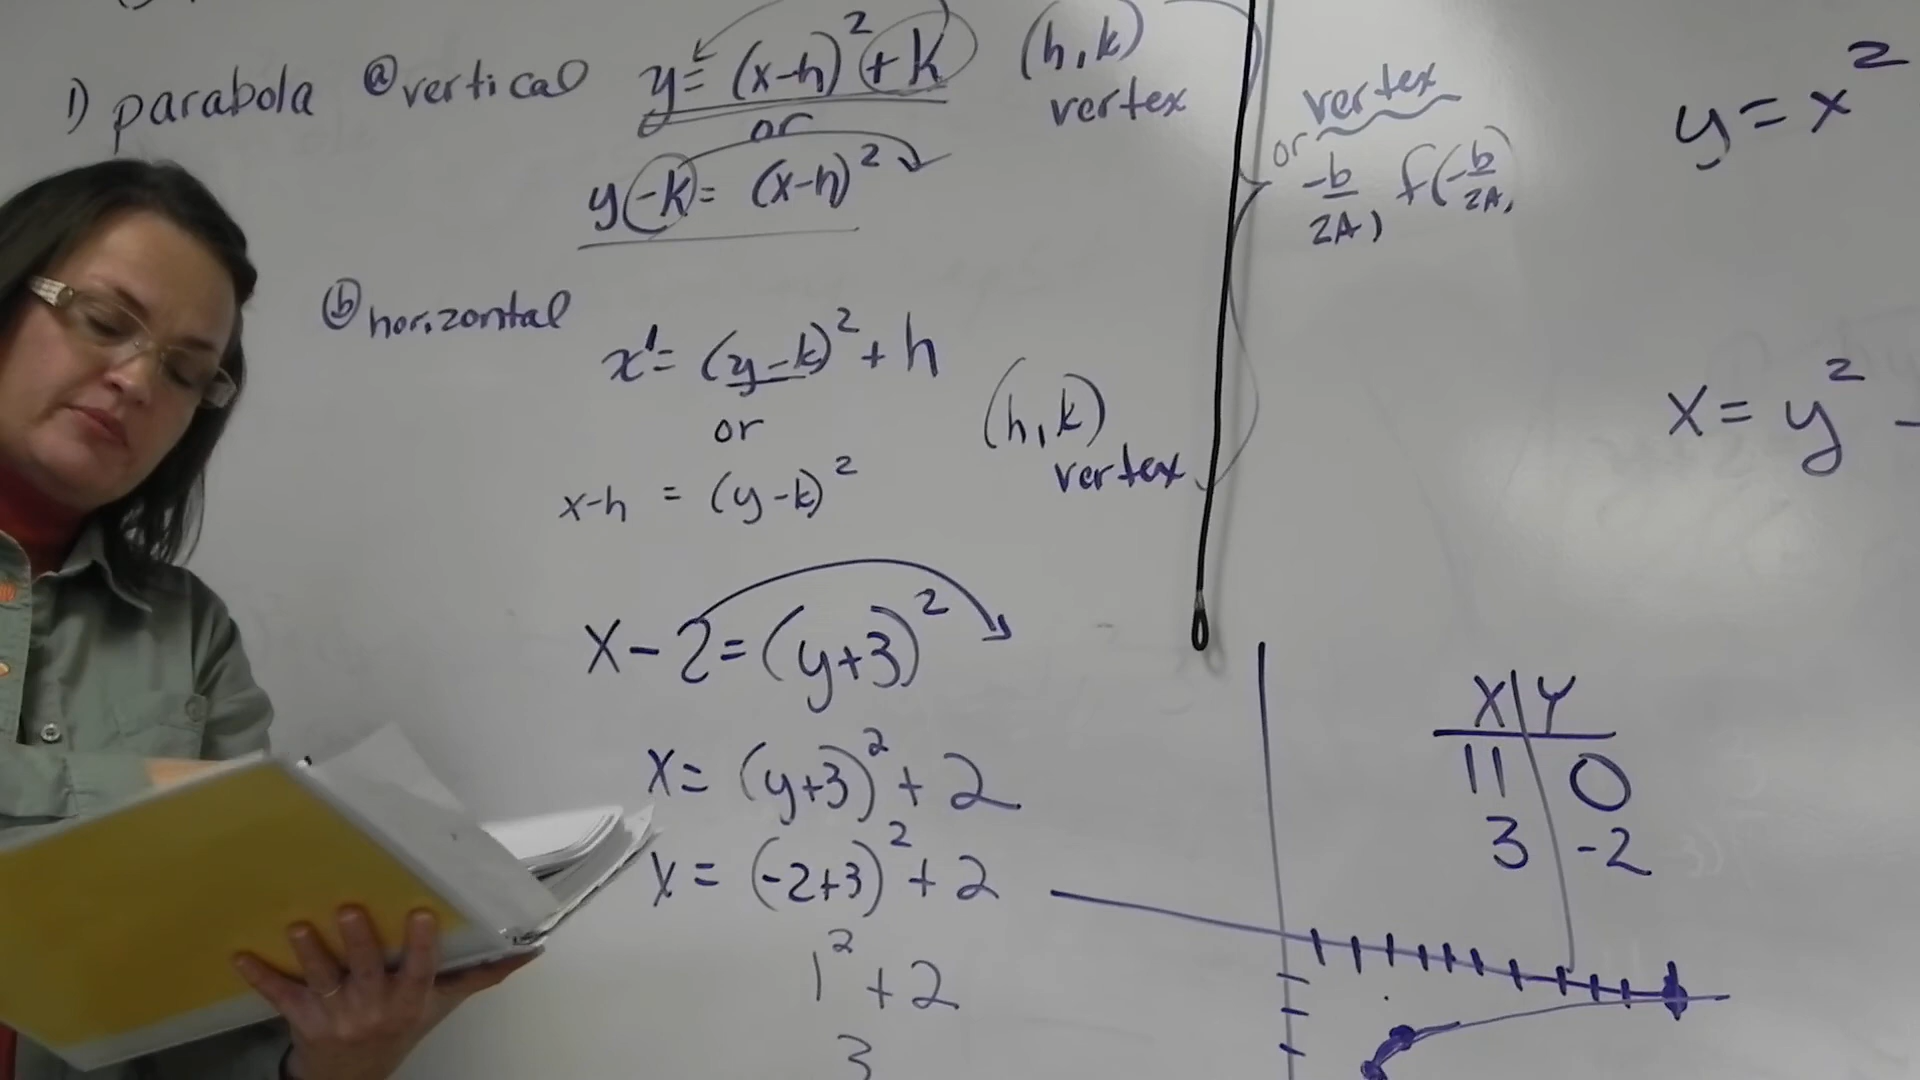 1) parabola ⓐ vertical y = (x-h)² + k (h, k)
vertex
or
y - k = (x-h)²
vertex
or -b/2A, f(-b/2A,
y = x²
ⓑ horizontal
x¹ = (y-k)² + h
or
(h, k)
vertex
x-h = (y-k)²
x = y² -
x - 2 = (y+3)²
x = (y+3)² + 2
x = (-2+3)² + 2
1² + 2
3
X | Y
11 | 0
3 | -2